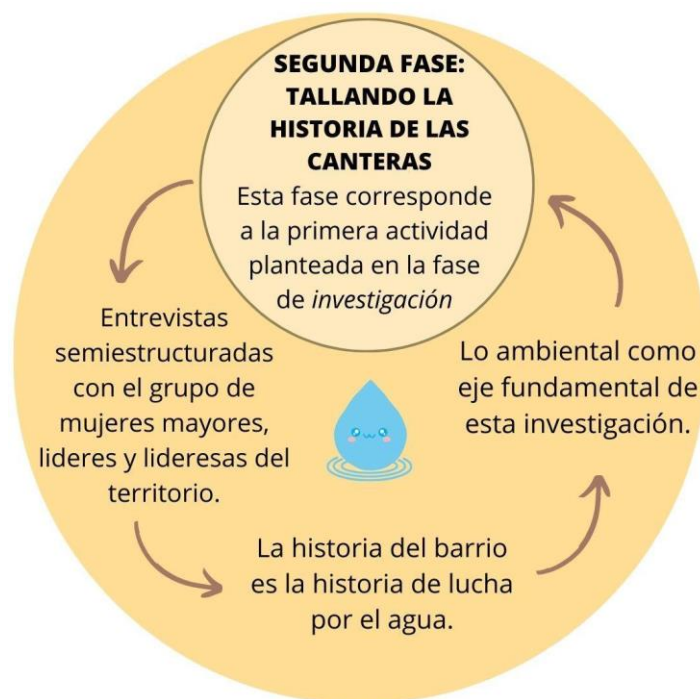 SEGUNDA FASE:
TALLANDO LA
HISTORIA DE LAS
CANTERAS
Esta fase corresponde
a la primera actividad
planteada en la fase
de investigación
Entrevistas
semiestructuradas
con el grupo de
mujeres mayores,
lideres y lideresas del
territorio.
La historia del barrio
es la historia de lucha
por el agua.
Lo ambiental como
eje fundamental de
esta investigación.